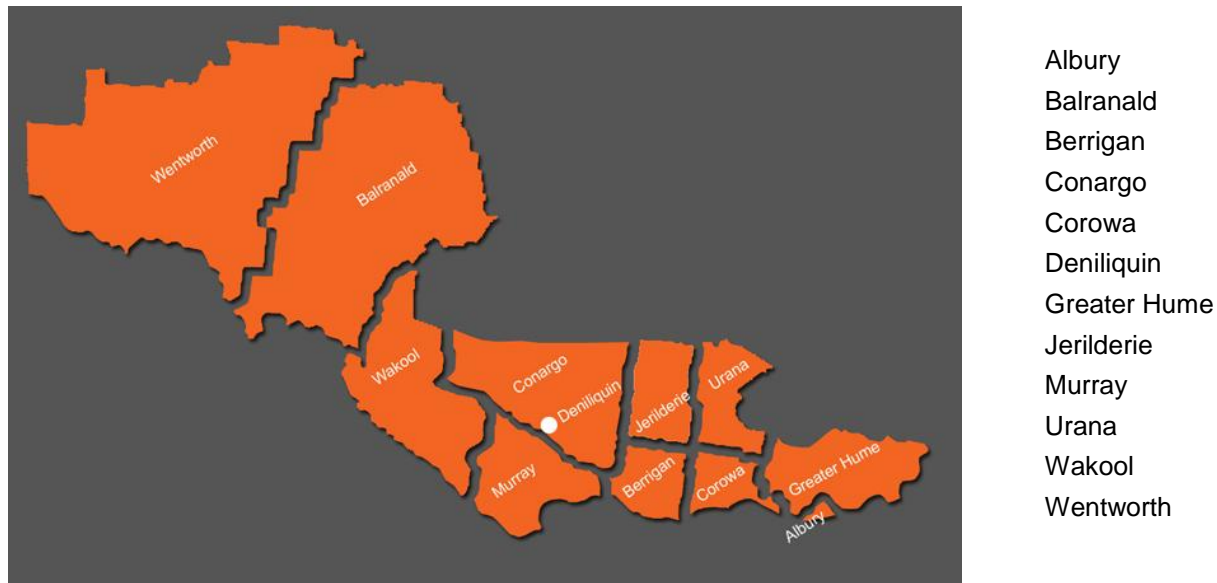 Wentworth
Balranald
Wakool
Conargo
Deniliquin
Murray
Jerilderie
Urana
Berrigan
Corowa
Greater Hume
Albury
Albury
Balranald
Berrigan
Conargo
Corowa
Deniliquin
Greater Hume
Jerilderie
Murray
Urana
Wakool
Wentworth